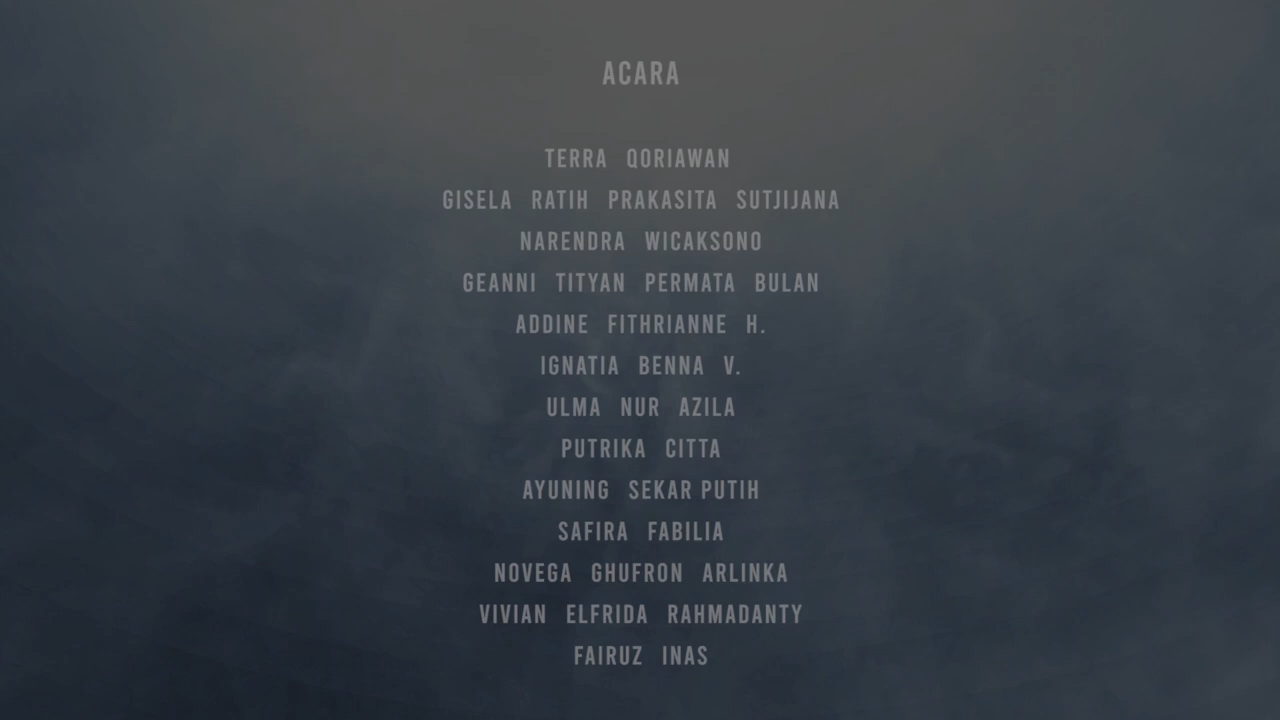 ACARA
TERRA QORIAWAN
GISELA RATIH PRAKASITA SUTJIJANA
NARENDRA WICAKSONO
GEANNI TITYAN PERMATA BULAN
ADDINE FITHRIANNE H.
IGNATIA BENNA V.
ULMA NUR AZILA
PUTRIKA CITTA
AYUNING SEKAR PUTIH
SAFIRA FABILIA
NOVEGA GHUFRON ARLINKA
VIVIAN ELFRIDA RAHMADANTY
FAIRUZ INAS